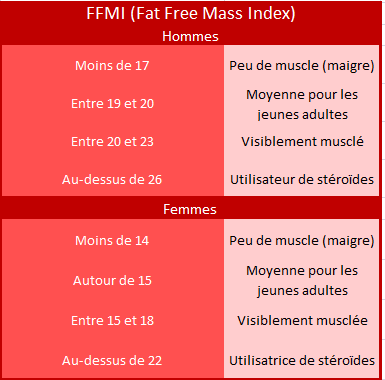 FFMI (Fat Free Mass Index)
Hommes
Moins de 17
Peu de muscle (maigre)
Entre 19 et 20
Moyenne pour les
jeunes adultes
Entre 20 et 23
Visiblement musclé
Au-dessus de 26
Utilisateur de stéroïdes
Femmes
Moins de 14
Peu de muscle (maigre)
Autour de 15
Moyenne pour les
jeunes adultes
Entre 15 et 18
Visiblement musclée
Au-dessus de 22
Utilisatrice de stéroïdes